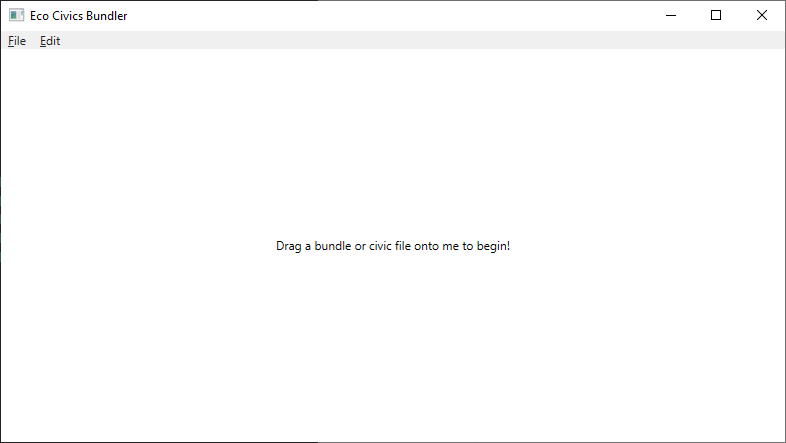 Eco Civics Bundler
File Edit
Drag a bundle or civic file onto me to begin!